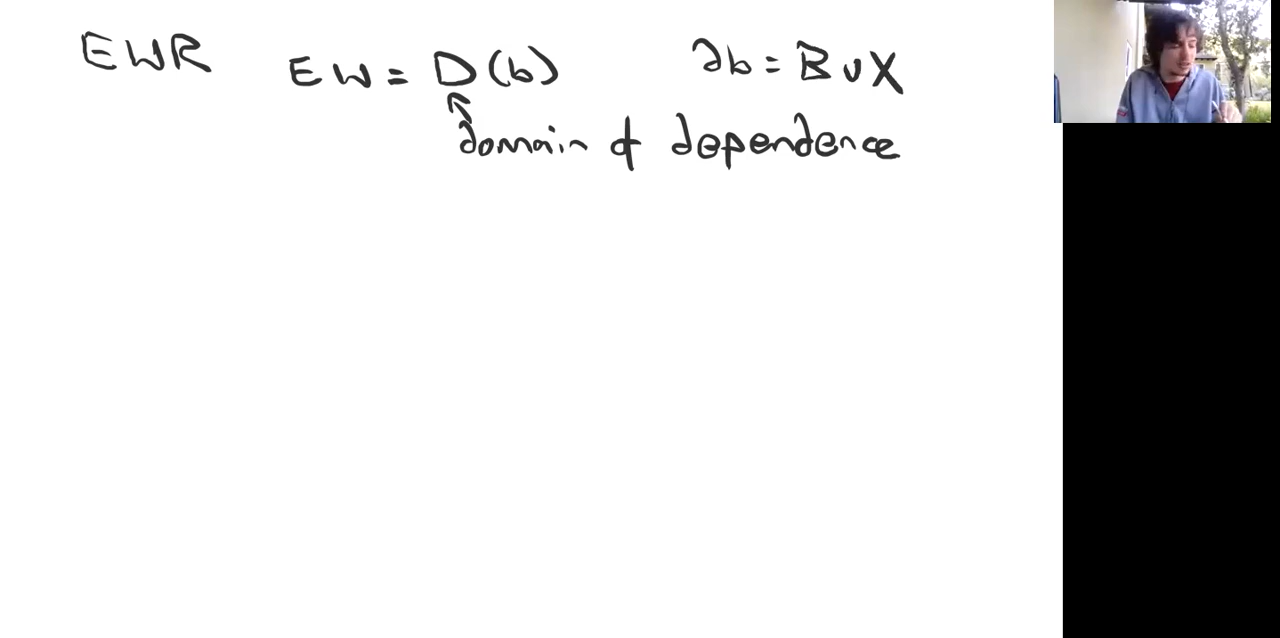 EWR EW = D(b) ∂b = B ∪ X
↖ domain of dependence